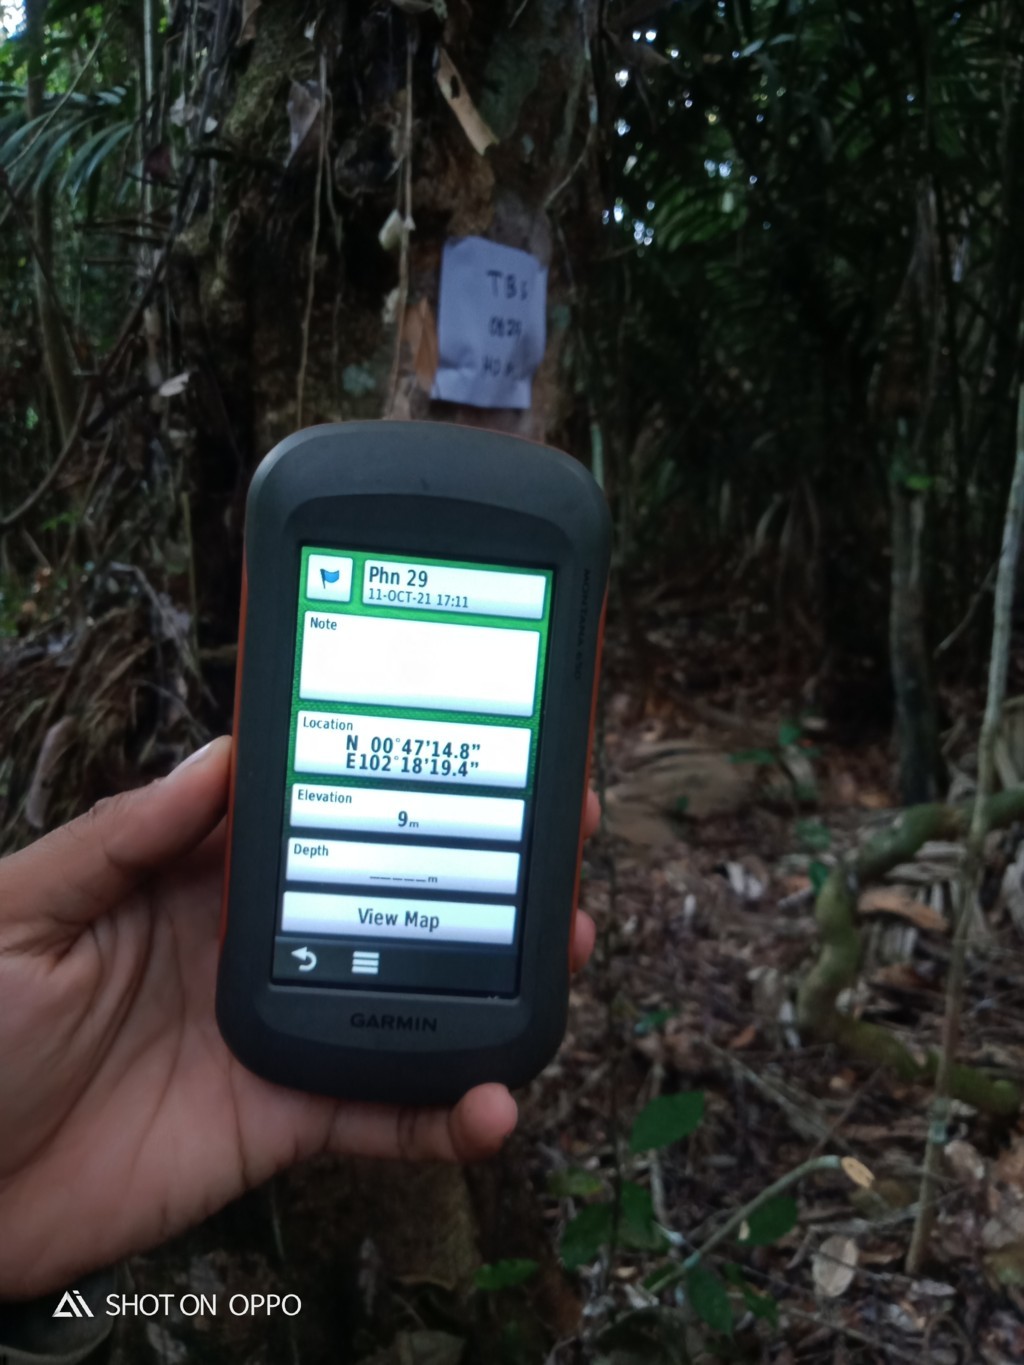 Phn 29
11-OCT-21 17:11
Note
Location
N 00°47'14.8"
E102°18'19.4"
Elevation
9m
Depth
_____m
View Map
GARMIN
SHOT ON OPPO